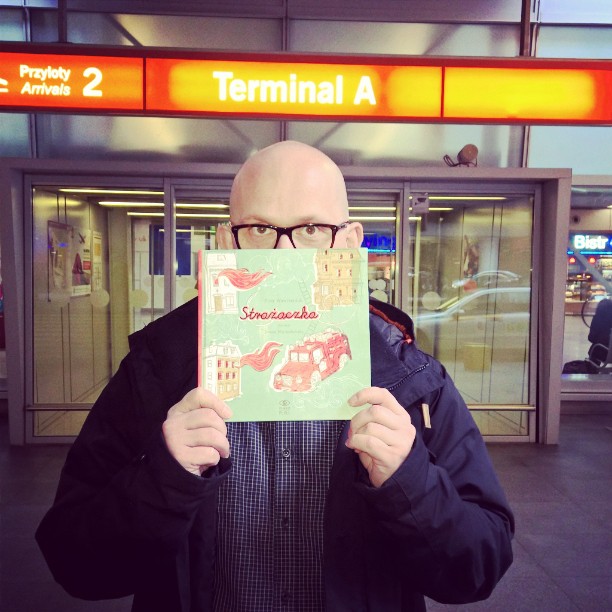 Przyloty
Arrivals
2
Terminal A
Bistr
Strażaczka